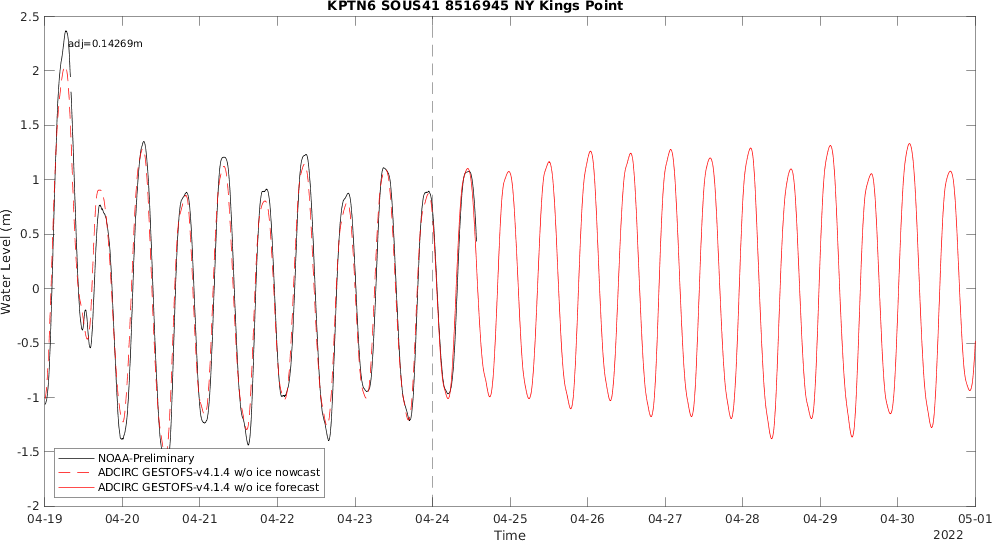 KPTN6 SOUS41 8516945 NY Kings Point
adj=0.14269m
2.5
2
1.5
1
0.5
0
-0.5
-1
-1.5
-2
Water Level (m)
NOAA-Preliminary
ADCIRC GESTOFS-v4.1.4 w/o ice nowcast
ADCIRC GESTOFS-v4.1.4 w/o ice forecast
04-19 04-20 04-21 04-22 04-23 04-24 04-25 04-26 04-27 04-28 04-29 04-30 05-01
Time
2022